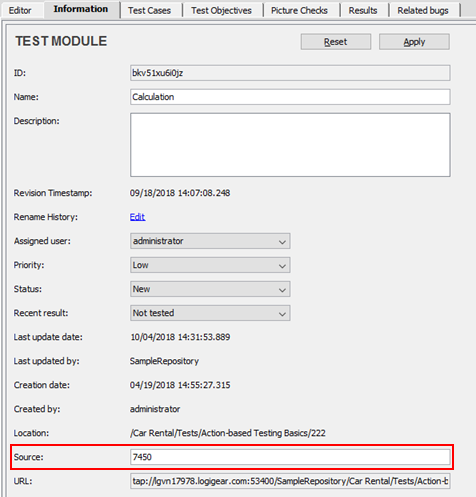 Editor Information Test Cases Test Objectives Picture Checks Results Related bugs
TEST MODULE Reset Apply
ID: bkv51xu6i0jz
Name: Calculation
Description:
Revision Timestamp: 09/18/2018 14:07:08.248
Rename History: Edit
Assigned user: administrator
Priority: Low
Status: New
Recent result: Not tested
Last update date: 10/04/2018 14:31:53.889
Last updated by: SampleRepository
Creation date: 04/19/2018 14:55:27.315
Created by: administrator
Location: /Car Rental/Tests/Action-based Testing Basics/222
Source: 7450
URL: tap://lgvn17978.logigear.com:53400/SampleRepository/Car Rental/Tests/Action-b